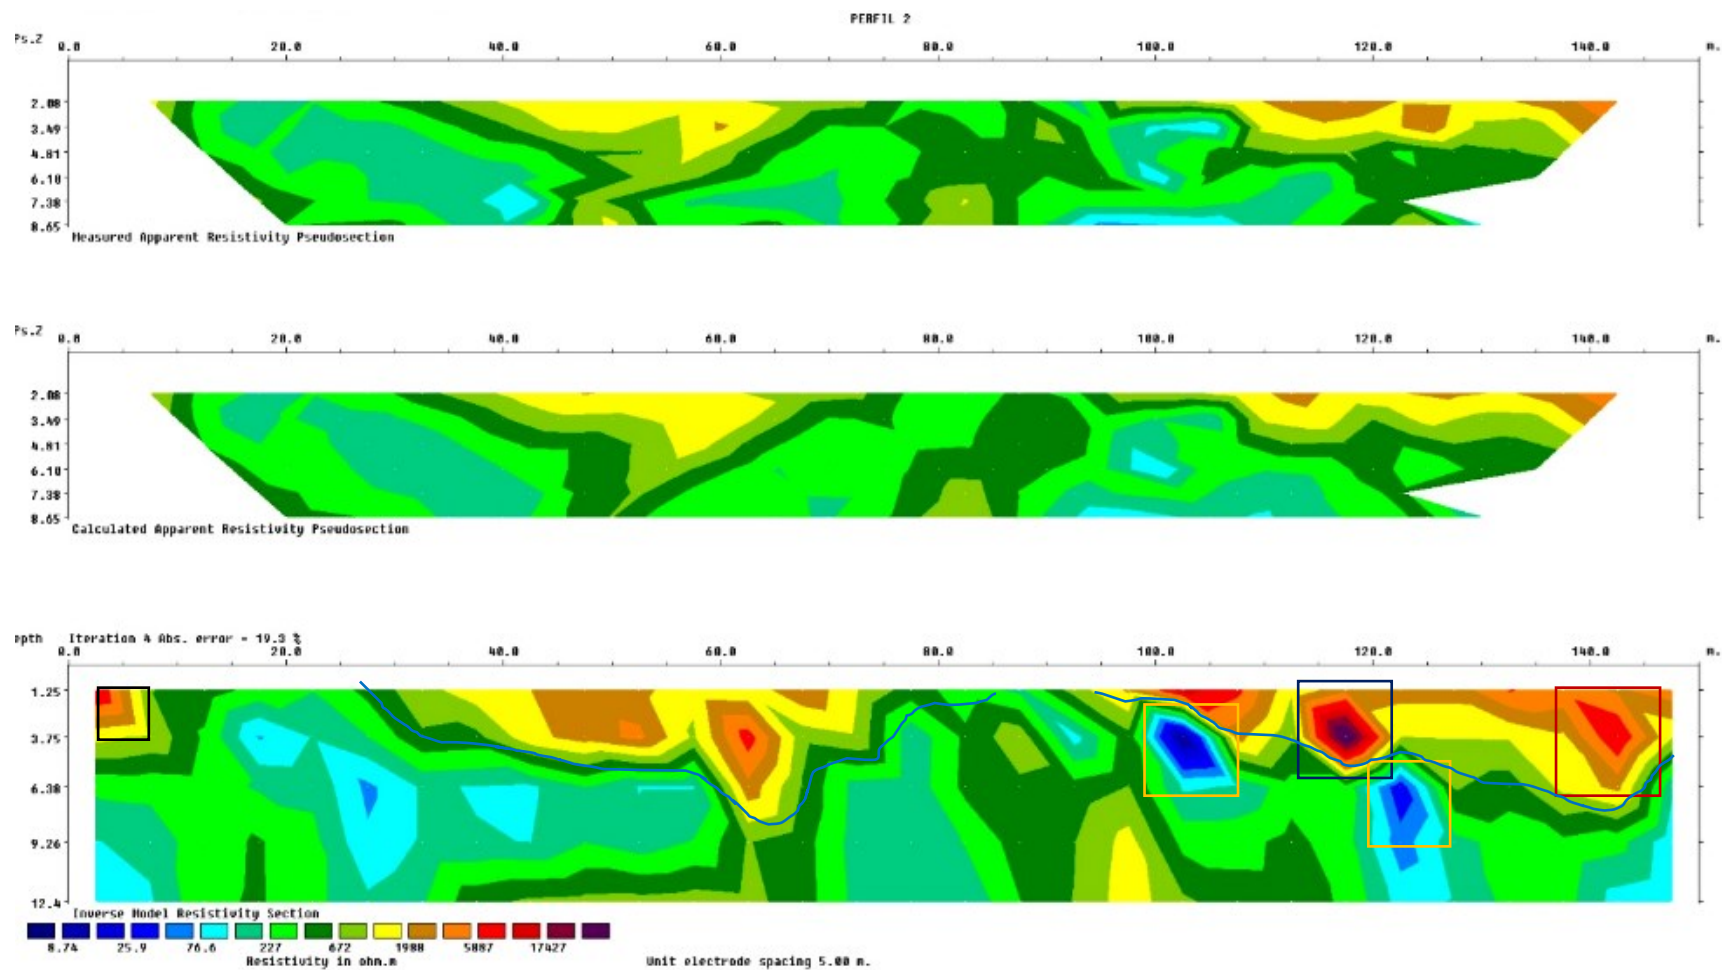 PERFIL 2
Ps.Z 0.0 20.0 40.0 60.0 80.0 100.0 120.0 140.0 m.
2.08
3.49
4.81
6.10
7.38
8.65
Measured Apparent Resistivity Pseudosection
Ps.Z 0.0 20.0 40.0 60.0 80.0 100.0 120.0 140.0 m.
2.08
3.49
4.81
6.10
7.38
8.65
Calculated Apparent Resistivity Pseudosection
epth Iteration 4 Abs. error = 19.3 %
0.0 20.0 40.0 60.0 80.0 100.0 120.0 140.0 m.
1.25
3.75
6.38
9.26
12.4
Inverse Model Resistivity Section
8.74 25.9 76.6 227 672 1988 5887 17427
Resistivity in ohm.m Unit electrode spacing 5.00 m.